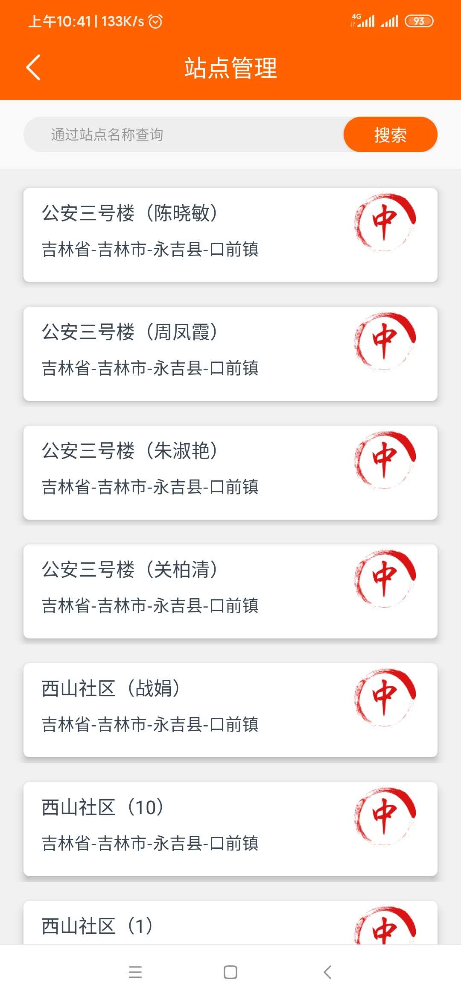 上午10:41 | 133K/s
4G
93
站点管理
通过站点名称查询
搜索
公安三号楼（陈晓敏）
中
吉林省-吉林市-永吉县-口前镇
公安三号楼（周凤霞）
中
吉林省-吉林市-永吉县-口前镇
公安三号楼（朱淑艳）
中
吉林省-吉林市-永吉县-口前镇
公安三号楼（关柏清）
中
吉林省-吉林市-永吉县-口前镇
西山社区（战娟）
中
吉林省-吉林市-永吉县-口前镇
西山社区（10）
中
吉林省-吉林市-永吉县-口前镇
西山社区（1）
中